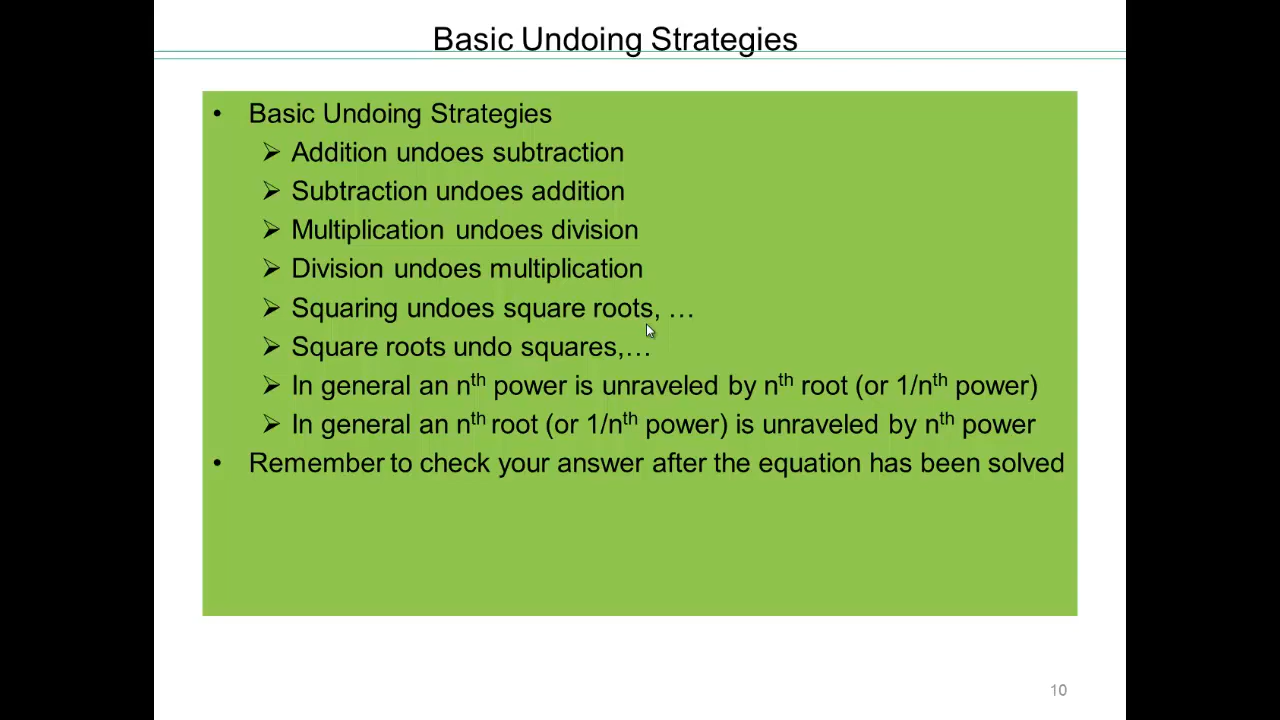 Basic Undoing Strategies
• Basic Undoing Strategies
➢ Addition undoes subtraction
➢ Subtraction undoes addition
➢ Multiplication undoes division
➢ Division undoes multiplication
➢ Squaring undoes square roots, …
➢ Square roots undo squares,…
➢ In general an nth power is unraveled by nth root (or 1/nth power)
➢ In general an nth root (or 1/nth power) is unraveled by nth power
• Remember to check your answer after the equation has been solved
10